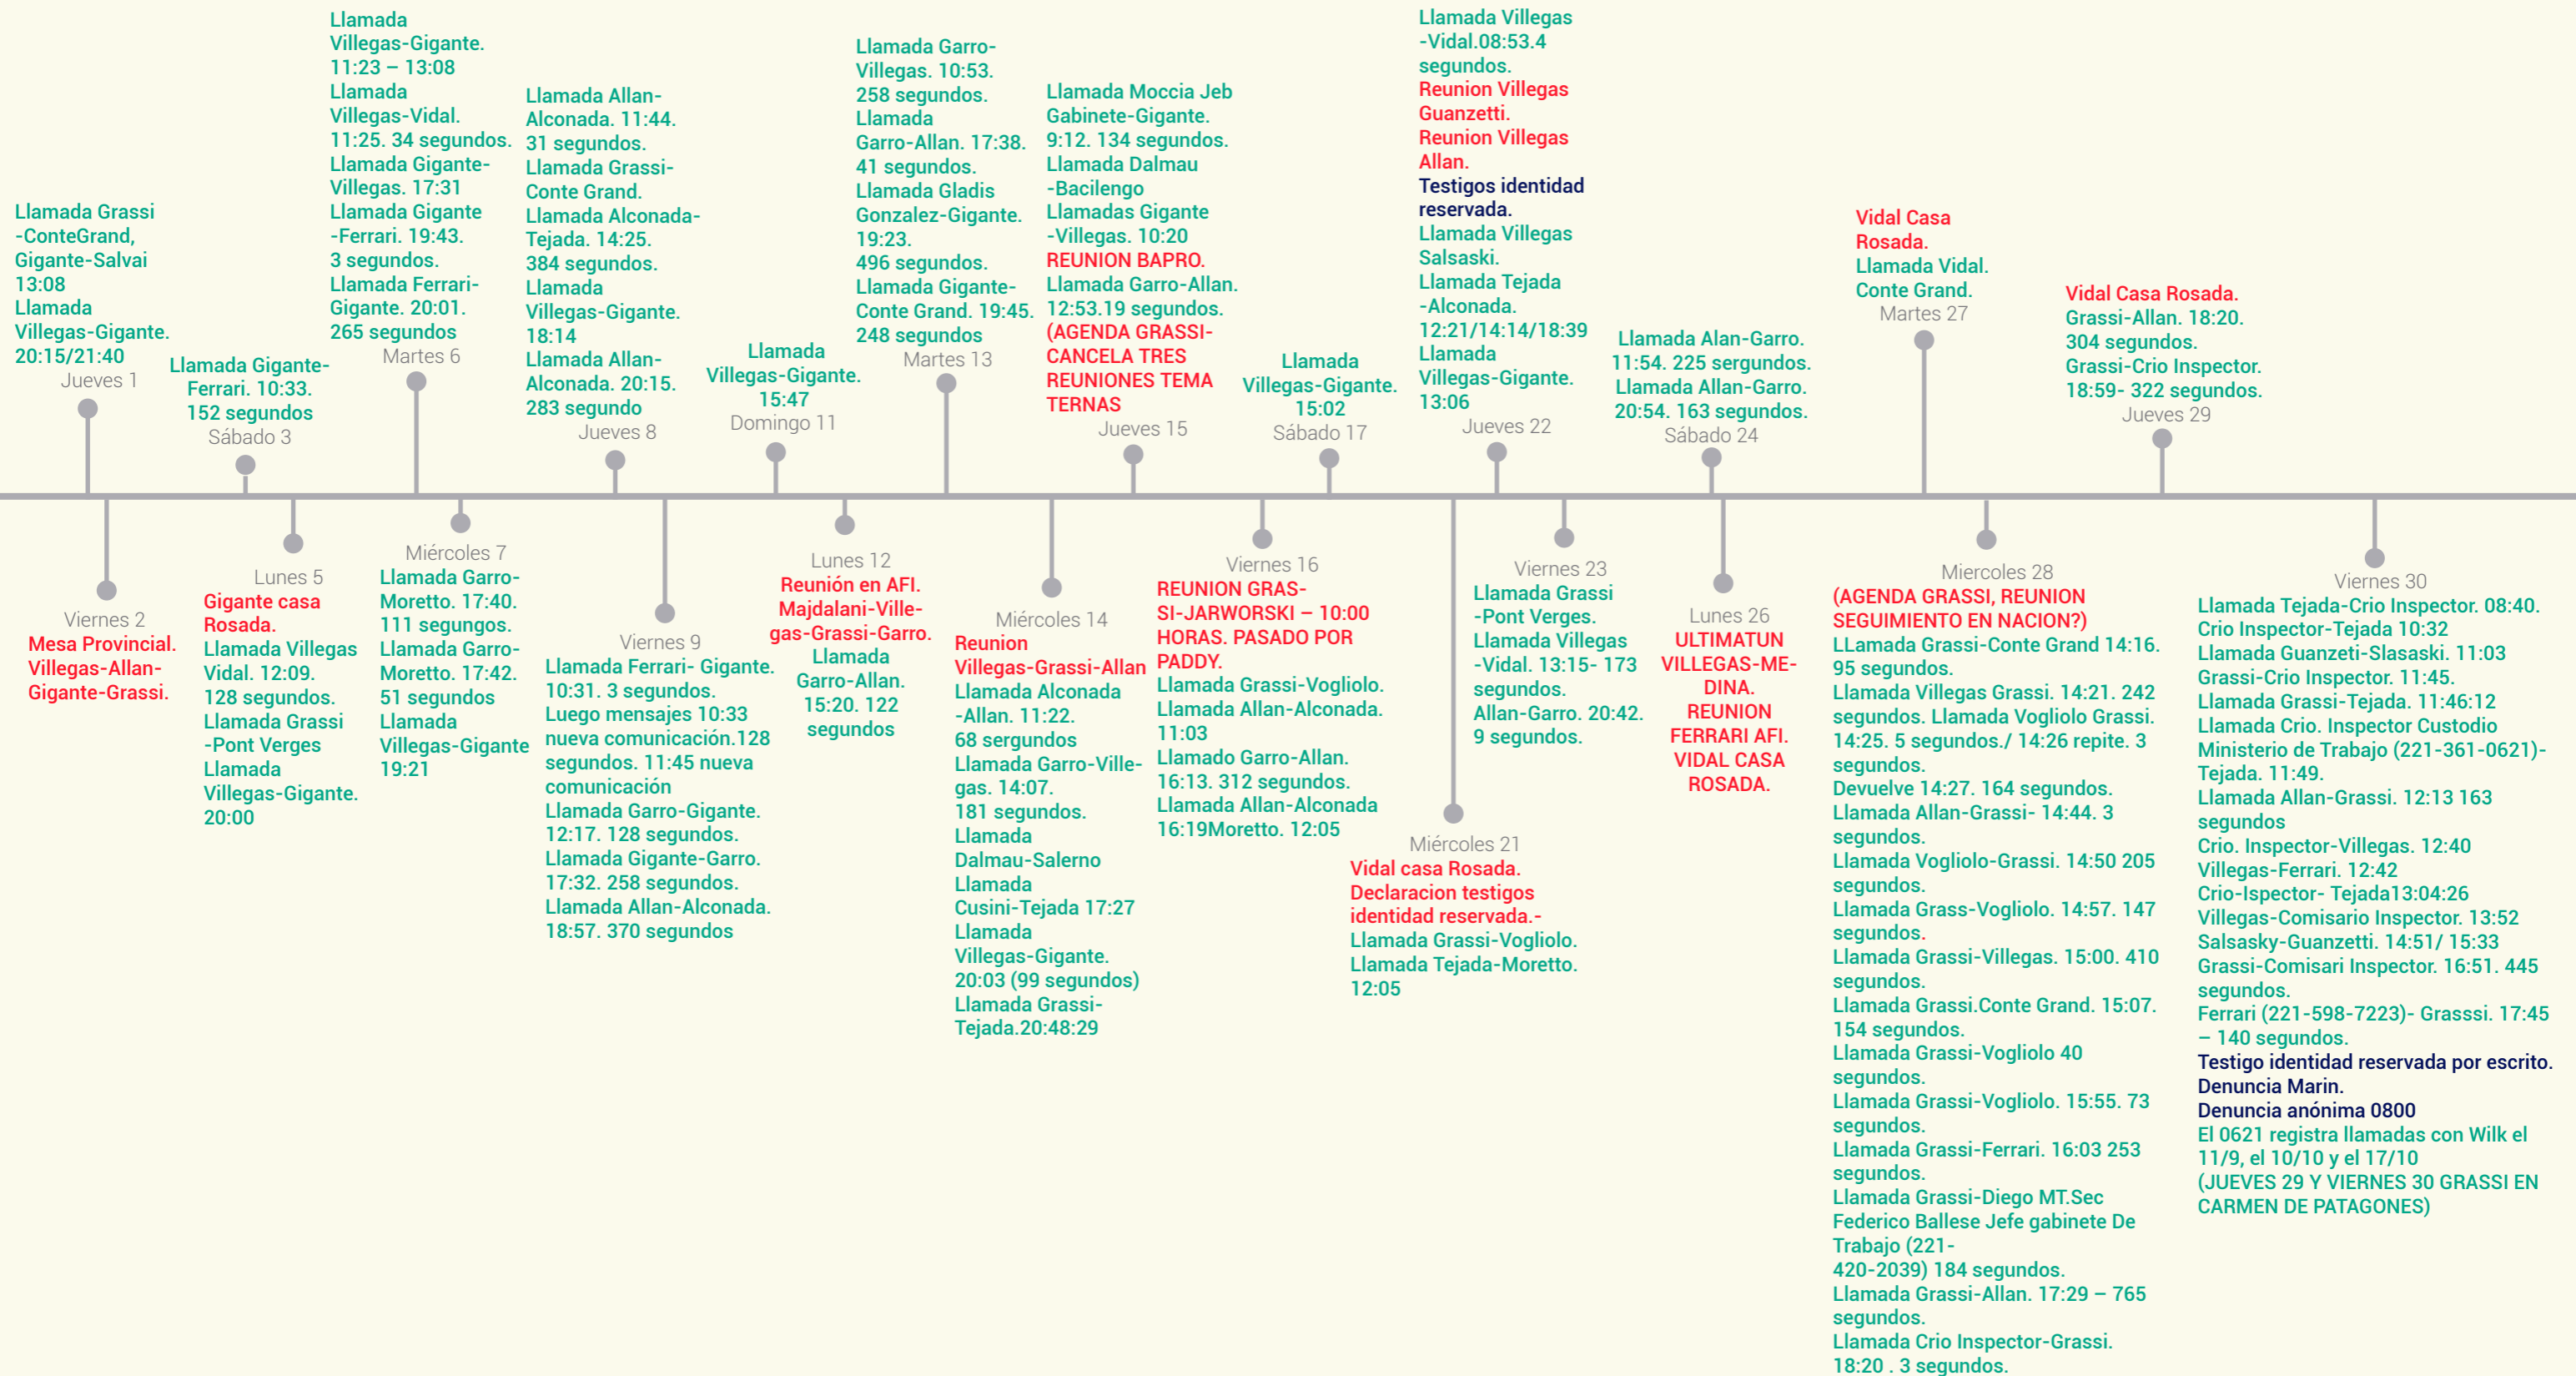 Llamada Grassi
-ConteGrand,
Gigante-Salvai
13:08
Llamada
Villegas-Gigante.
20:15/21:40
Jueves 1
Llamada Gigante-
Ferrari. 10:33.
152 segundos
Sábado 3
Llamada
Villegas-Gigante.
11:23 – 13:08
Llamada
Villegas-Vidal.
11:25. 34 segundos.
Llamada Gigante-
Villegas. 17:31
Llamada Gigante
-Ferrari. 19:43.
3 segundos.
Llamada Ferrari-
Gigante. 20:01.
265 segundos
Martes 6
Llamada Allan-
Alconada. 11:44.
31 segundos.
Llamada Grassi-
Conte Grand.
Llamada Alconada-
Tejada. 14:25.
384 segundos.
Llamada
Villegas-Gigante.
18:14
Llamada Allan-
Alconada. 20:15.
283 segundo
Jueves 8
Llamada
Villegas-Gigante.
15:47
Domingo 11
Llamada Garro-
Villegas. 10:53.
258 segundos.
Llamada
Garro-Allan. 17:38.
41 segundos.
Llamada Gladis
Gonzalez-Gigante.
19:23.
496 segundos.
Llamada Gigante-
Conte Grand. 19:45.
248 segundos
Martes 13
Llamada Moccia Jeb
Gabinete-Gigante.
9:12. 134 segundos.
Llamada Dalmau
-Bacilengo
Llamadas Gigante
-Villegas. 10:20
REUNION BAPRO.
Llamada Garro-Allan.
12:53.19 segundos.
(AGENDA GRASSI-
CANCELA TRES
REUNIONES TEMA
TERNAS
Jueves 15
Llamada
Villegas-Gigante.
15:02
Sábado 17
Llamada Villegas
-Vidal.08:53.4
segundos.
Reunion Villegas
Guanzetti.
Reunion Villegas
Allan.
Testigos identidad
reservada.
Llamada Villegas
Salsaski.
Llamada Tejada
-Alconada.
12:21/14:14/18:39
Llamada
Villegas-Gigante.
13:06
Jueves 22
Llamada Alan-Garro.
11:54. 225 sergundos.
Llamada Allan-Garro.
20:54. 163 segundos.
Sábado 24
Vidal Casa
Rosada.
Llamada Vidal.
Conte Grand.
Martes 27
Vidal Casa Rosada.
Grassi-Allan. 18:20.
304 segundos.
Grassi-Crio Inspector.
18:59- 322 segundos.
Jueves 29
Viernes 2
Mesa Provincial.
Villegas-Allan-
Gigante-Grassi.
Lunes 5
Gigante casa
Rosada.
Llamada Villegas
Vidal. 12:09.
128 segundos.
Llamada Grassi
-Pont Verges
Llamada
Villegas-Gigante.
20:00
Miércoles 7
Llamada Garro-
Moretto. 17:40.
111 segungos.
Llamada Garro-
Moretto. 17:42.
51 segundos
Llamada
Villegas-Gigante
19:21
Viernes 9
Llamada Ferrari- Gigante.
10:31. 3 segundos.
Luego mensajes 10:33
nueva comunicación.128
segundos. 11:45 nueva
comunicación
Llamada Garro-Gigante.
12:17. 128 segundos.
Llamada Gigante-Garro.
17:32. 258 segundos.
Llamada Allan-Alconada.
18:57. 370 segundos
Lunes 12
Reunión en AFI.
Majdalani-Ville-
gas-Grassi-Garro.
Llamada
Garro-Allan.
15:20. 122
segundos
Miércoles 14
Reunion
Villegas-Grassi-Allan
Llamada Alconada
-Allan. 11:22.
68 sergundos
Llamada Garro-Ville-
gas. 14:07.
181 segundos.
Llamada
Dalmau-Salerno
Llamada
Cusini-Tejada 17:27
Llamada
Villegas-Gigante.
20:03 (99 segundos)
Llamada Grassi-
Tejada.20:48:29
Viernes 16
REUNION GRAS-
SI-JARWORSKI – 10:00
HORAS. PASADO POR
PADDY.
Llamada Grassi-Vogliolo.
Llamada Allan-Alconada.
11:03
Llamado Garro-Allan.
16:13. 312 segundos.
Llamada Allan-Alconada
16:19Moretto. 12:05
Miércoles 21
Vidal casa Rosada.
Declaracion testigos
identidad reservada.-
Llamada Grassi-Vogliolo.
Llamada Tejada-Moretto.
12:05
Viernes 23
Llamada Grassi
-Pont Verges.
Llamada Villegas
-Vidal. 13:15- 173
segundos.
Allan-Garro. 20:42.
9 segundos.
Lunes 26
ULTIMATUN
VILLEGAS-ME-
DINA.
REUNION
FERRARI AFI.
VIDAL CASA
ROSADA.
Miercoles 28
(AGENDA GRASSI, REUNION
SEGUIMIENTO EN NACION?)
LLamada Grassi-Conte Grand 14:16.
95 segundos.
Llamada Villegas Grassi. 14:21. 242
segundos. Llamada Vogliolo Grassi.
14:25. 5 segundos./ 14:26 repite. 3
segundos.
Devuelve 14:27. 164 segundos.
Llamada Allan-Grassi- 14:44. 3
segundos.
Llamada Vogliolo-Grassi. 14:50 205
segundos.
Llamada Grass-Vogliolo. 14:57. 147
segundos.
Llamada Grassi-Villegas. 15:00. 410
segundos.
Llamada Grassi.Conte Grand. 15:07.
154 segundos.
Llamada Grassi-Vogliolo 40
segundos.
Llamada Grassi-Vogliolo. 15:55. 73
segundos.
Llamada Grassi-Ferrari. 16:03 253
segundos.
Llamada Grassi-Diego MT.Sec
Federico Ballese Jefe gabinete De
Trabajo (221-
420-2039) 184 segundos.
Llamada Grassi-Allan. 17:29 – 765
segundos.
Llamada Crio Inspector-Grassi.
18:20 . 3 segundos.
Viernes 30
Llamada Tejada-Crio Inspector. 08:40.
Crio Inspector-Tejada 10:32
Llamada Guanzeti-Slasaski. 11:03
Grassi-Crio Inspector. 11:45.
Llamada Grassi-Tejada. 11:46:12
Llamada Crio. Inspector Custodio
Ministerio de Trabajo (221-361-0621)-
Tejada. 11:49.
Llamada Allan-Grassi. 12:13 163
segundos
Crio. Inspector-Villegas. 12:40
Villegas-Ferrari. 12:42
Crio-Ispector- Tejada13:04:26
Villegas-Comisario Inspector. 13:52
Salsasky-Guanzetti. 14:51/ 15:33
Grassi-Comisari Inspector. 16:51. 445
segundos.
Ferrari (221-598-7223)- Grasssi. 17:45
– 140 segundos.
Testigo identidad reservada por escrito.
Denuncia Marin.
Denuncia anónima 0800
El 0621 registra llamadas con Wilk el
11/9, el 10/10 y el 17/10
(JUEVES 29 Y VIERNES 30 GRASSI EN
CARMEN DE PATAGONES)